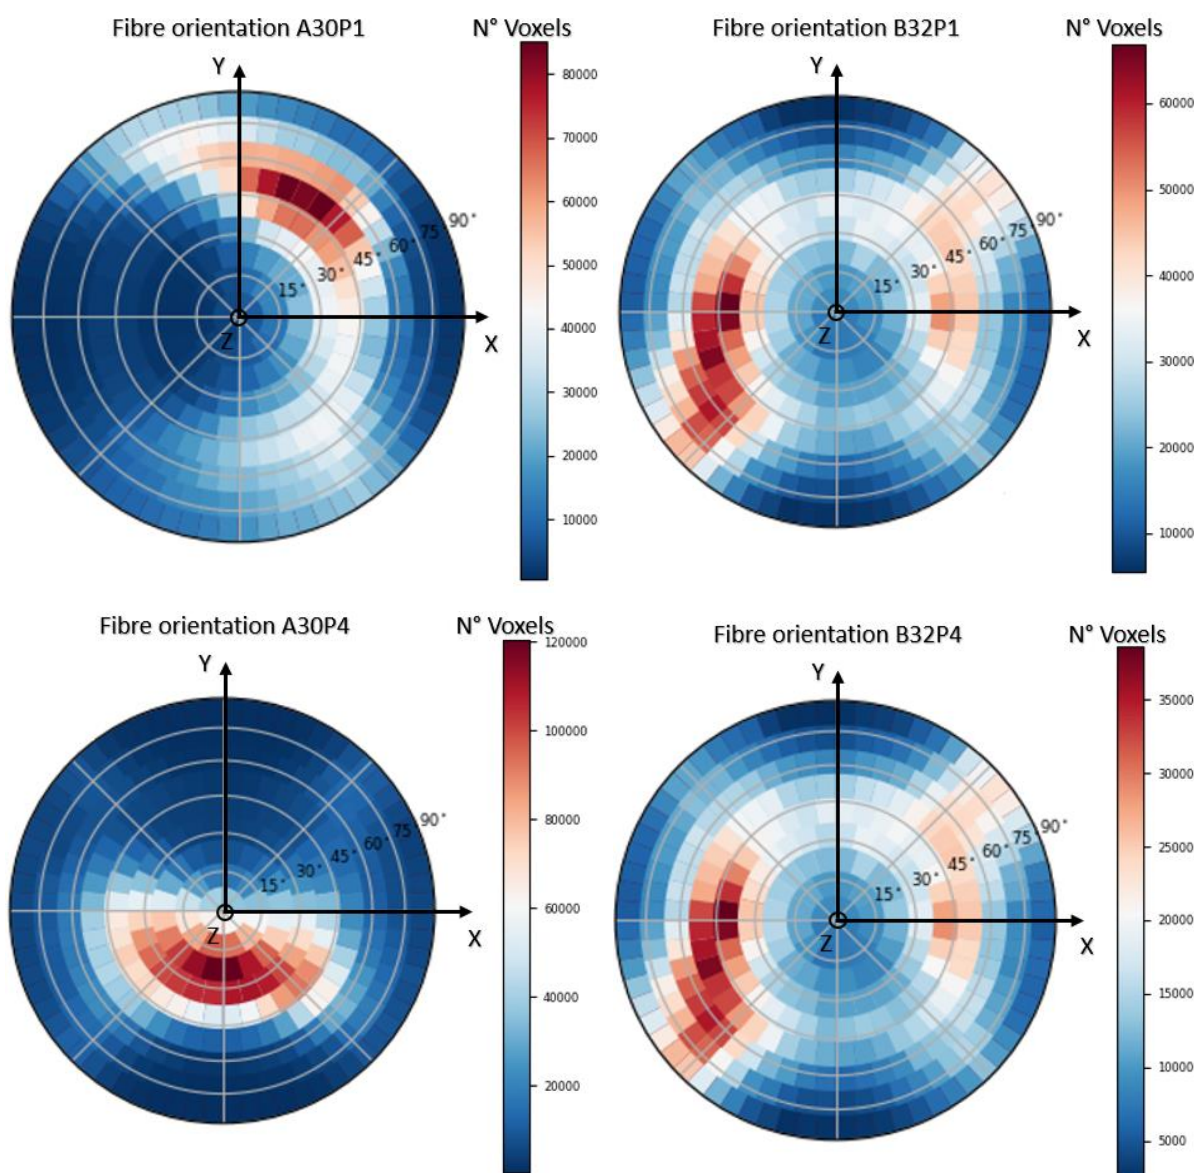 Fibre orientation A30P1
N° Voxels
Y
X
Z
15°
30°
45°
60°
75°
90°
80000
70000
60000
50000
40000
30000
20000
10000
Fibre orientation B32P1
N° Voxels
Y
X
Z
15°
30°
45°
60°
75°
90°
60000
50000
40000
30000
20000
10000
Fibre orientation A30P4
N° Voxels
Y
X
Z
15°
30°
45°
60°
75°
90°
120000
100000
80000
60000
40000
20000
Fibre orientation B32P4
N° Voxels
Y
X
Z
15°
30°
45°
60°
75°
90°
35000
30000
25000
20000
15000
10000
5000